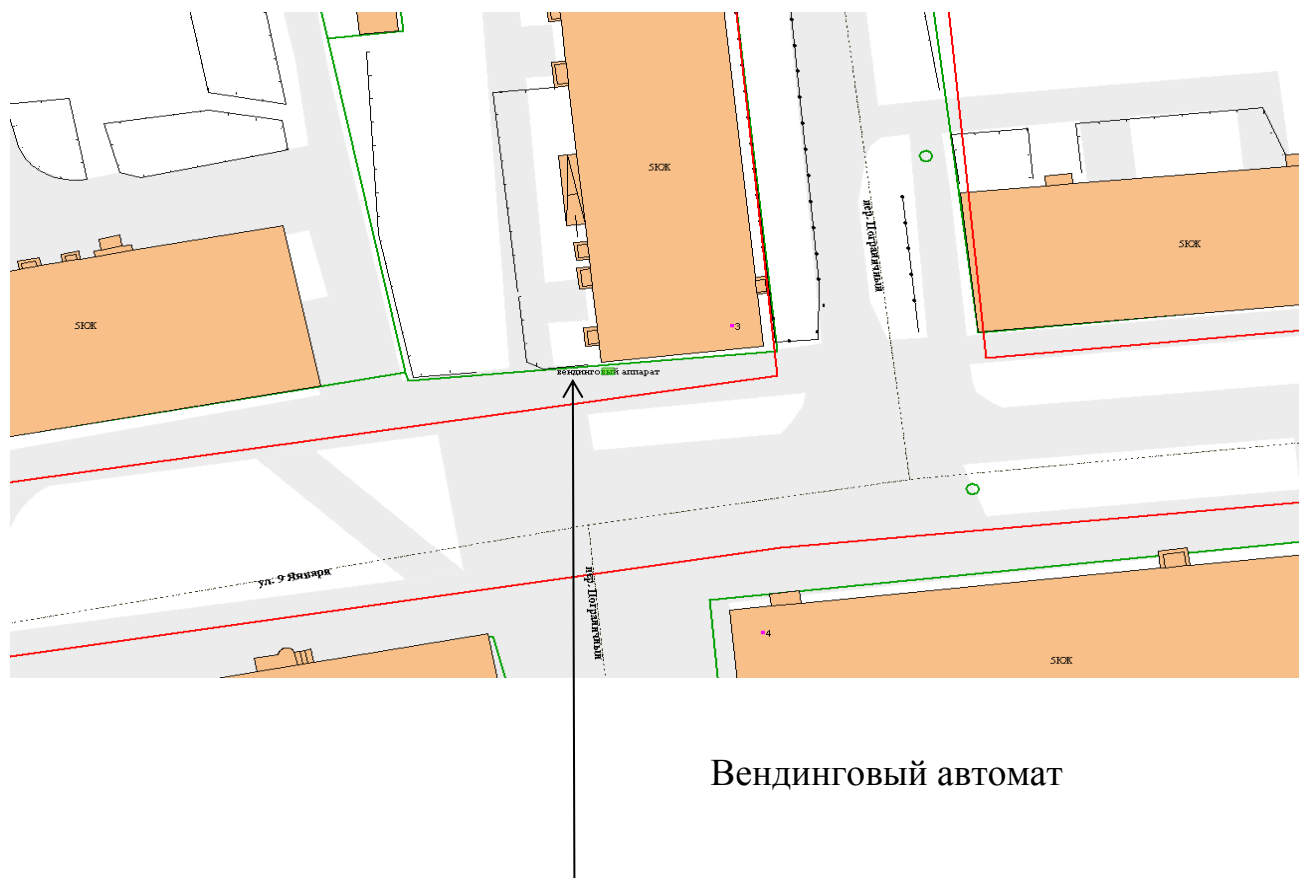 5КЖ
пер. Пограничный
5КЖ
5КЖ
3
вендинговый аппарат
ул. 9 Января
пер. Пограничный
4
5КЖ
Вендинговый автомат